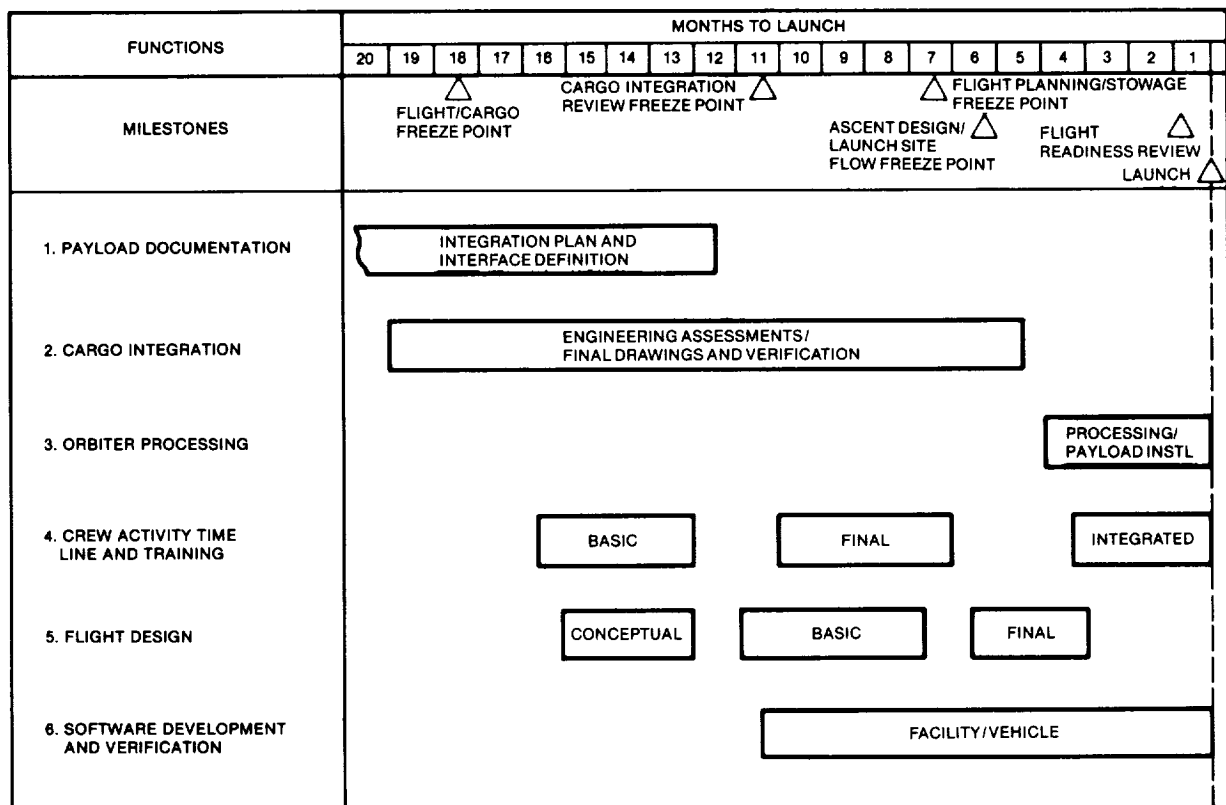 FUNCTIONS
MONTHS TO LAUNCH
20 19 18 17 16 15 14 13 12 11 10 9 8 7 6 5 4 3 2 1
MILESTONES
FLIGHT/CARGO
FREEZE POINT
CARGO INTEGRATION
REVIEW FREEZE POINT
FLIGHT PLANNING/STOWAGE
FREEZE POINT
ASCENT DESIGN/
LAUNCH SITE
FLOW FREEZE POINT
FLIGHT
READINESS REVIEW
LAUNCH
1. PAYLOAD DOCUMENTATION
INTEGRATION PLAN AND
INTERFACE DEFINITION
2. CARGO INTEGRATION
ENGINEERING ASSESSMENTS/
FINAL DRAWINGS AND VERIFICATION
3. ORBITER PROCESSING
PROCESSING/
PAYLOAD INSTL
4. CREW ACTIVITY TIME
LINE AND TRAINING
BASIC
FINAL
INTEGRATED
5. FLIGHT DESIGN
CONCEPTUAL
BASIC
FINAL
6. SOFTWARE DEVELOPMENT
AND VERIFICATION
FACILITY/VEHICLE